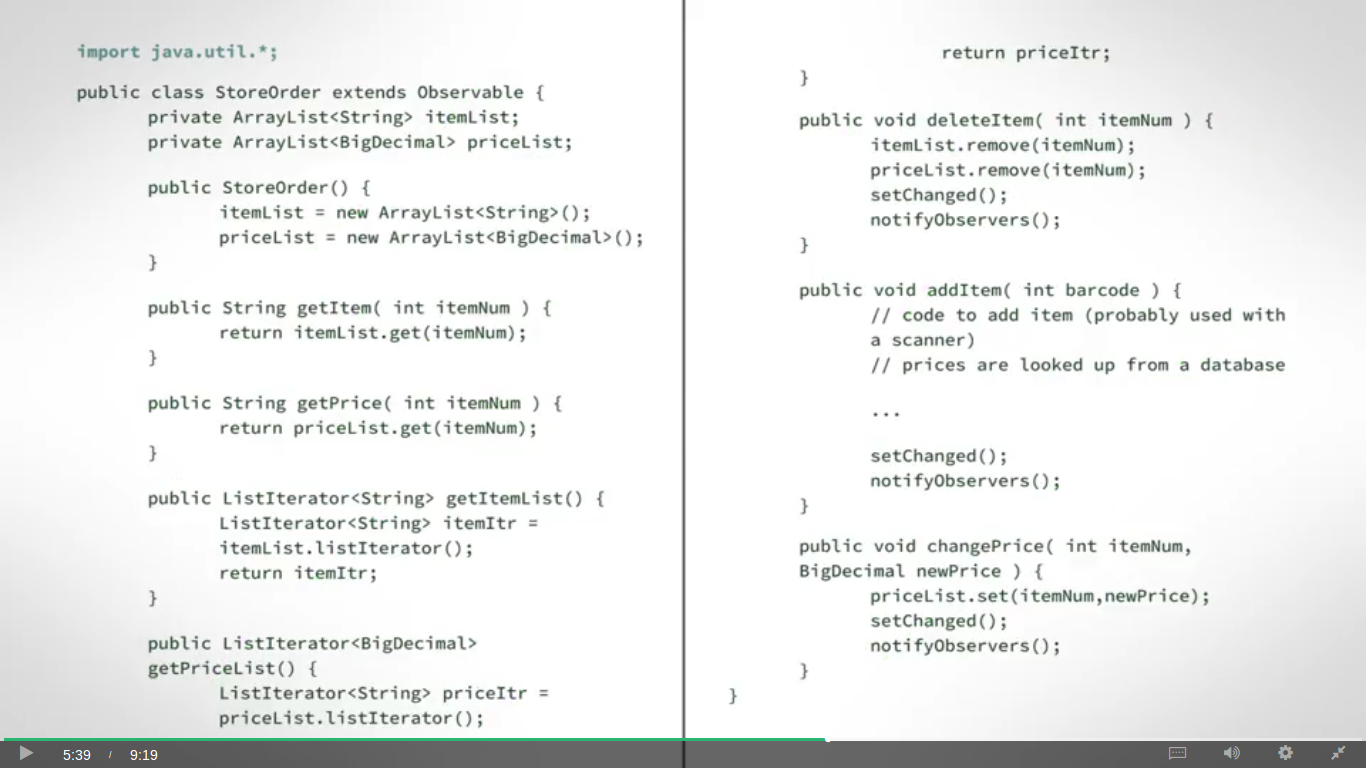 import java.util.*;
public class StoreOrder extends Observable {
private ArrayList<String> itemList;
private ArrayList<BigDecimal> priceList;
public StoreOrder() {
itemList = new ArrayList<String>();
priceList = new ArrayList<BigDecimal>();
}
public String getItem( int itemNum ) {
return itemList.get(itemNum);
}
public String getPrice( int itemNum ) {
return priceList.get(itemNum);
}
public ListIterator<String> getItemList() {
ListIterator<String> itemItr =
itemList.listIterator();
return itemItr;
}
public ListIterator<BigDecimal>
getPriceList() {
ListIterator<String> priceItr =
priceList.listIterator();
return priceItr;
}
public void deleteItem( int itemNum ) {
itemList.remove(itemNum);
priceList.remove(itemNum);
setChanged();
notifyObservers();
}
public void addItem( int barcode ) {
// code to add item (probably used with
a scanner)
// prices are looked up from a database
...
setChanged();
notifyObservers();
}
public void changePrice( int itemNum,
BigDecimal newPrice ) {
priceList.set(itemNum,newPrice);
setChanged();
notifyObservers();
}
}
5:39 / 9:19